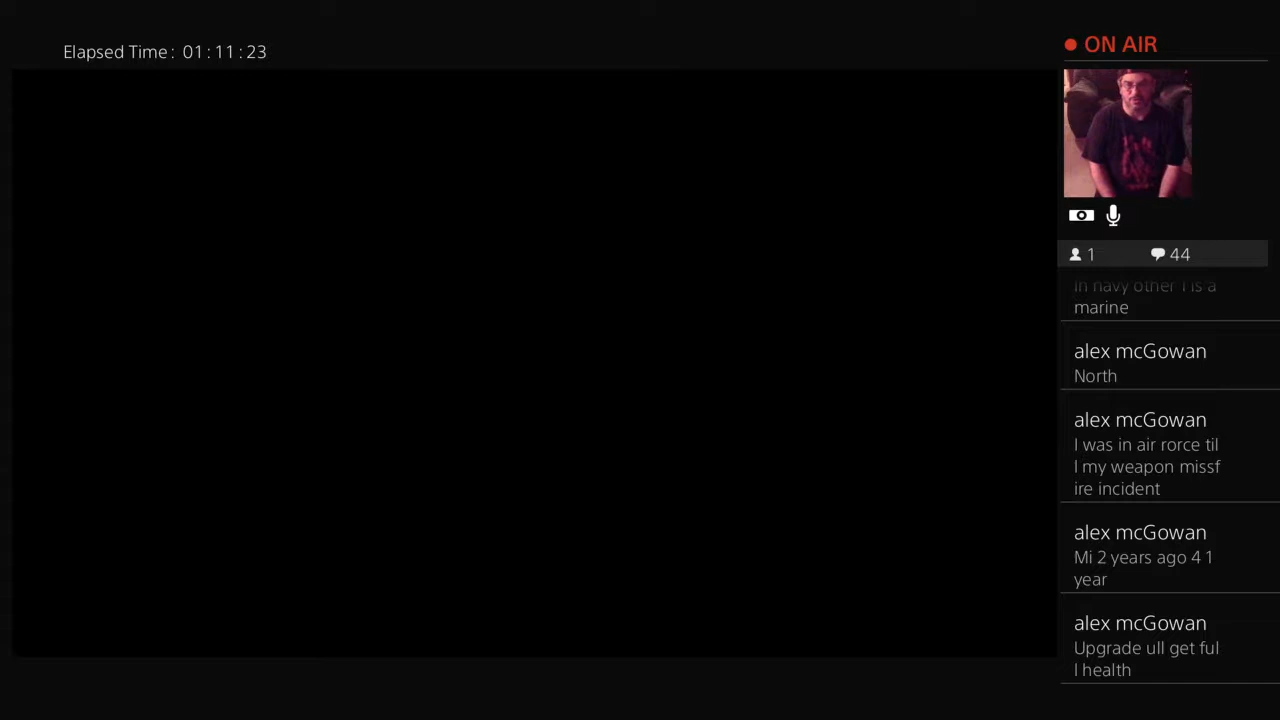 Elapsed Time: 01:11:23
ON AIR
1 44
In navy other 1 is a
marine
alex mcGowan
North
alex mcGowan
I was in air rorce til
l my weapon missf
ire incident
alex mcGowan
Mi 2 years ago 4 1
year
alex mcGowan
Upgrade ull get ful
l health